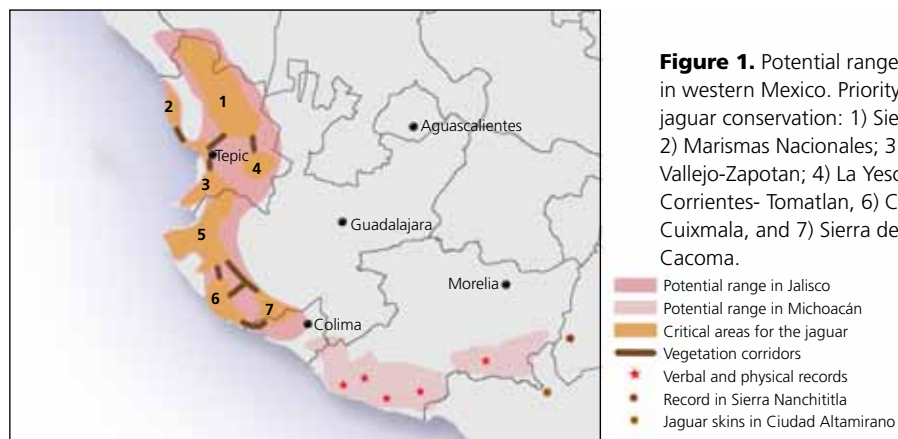 1
2
Aguascalientes
Tepic
4
3
5
Guadalajara
Morelia
6
7
Colima
Figure 1. Potential range
in western Mexico. Priority
jaguar conservation: 1) Sie
2) Marismas Nacionales; 3
Vallejo-Zapotan; 4) La Yesc
Corrientes- Tomatlan, 6) C
Cuixmala, and 7) Sierra de
Cacoma.
Potential range in Jalisco
Potential range in Michoacán
Critical areas for the jaguar
Vegetation corridors
Verbal and physical records
Record in Sierra Nanchititla
Jaguar skins in Ciudad Altamirano